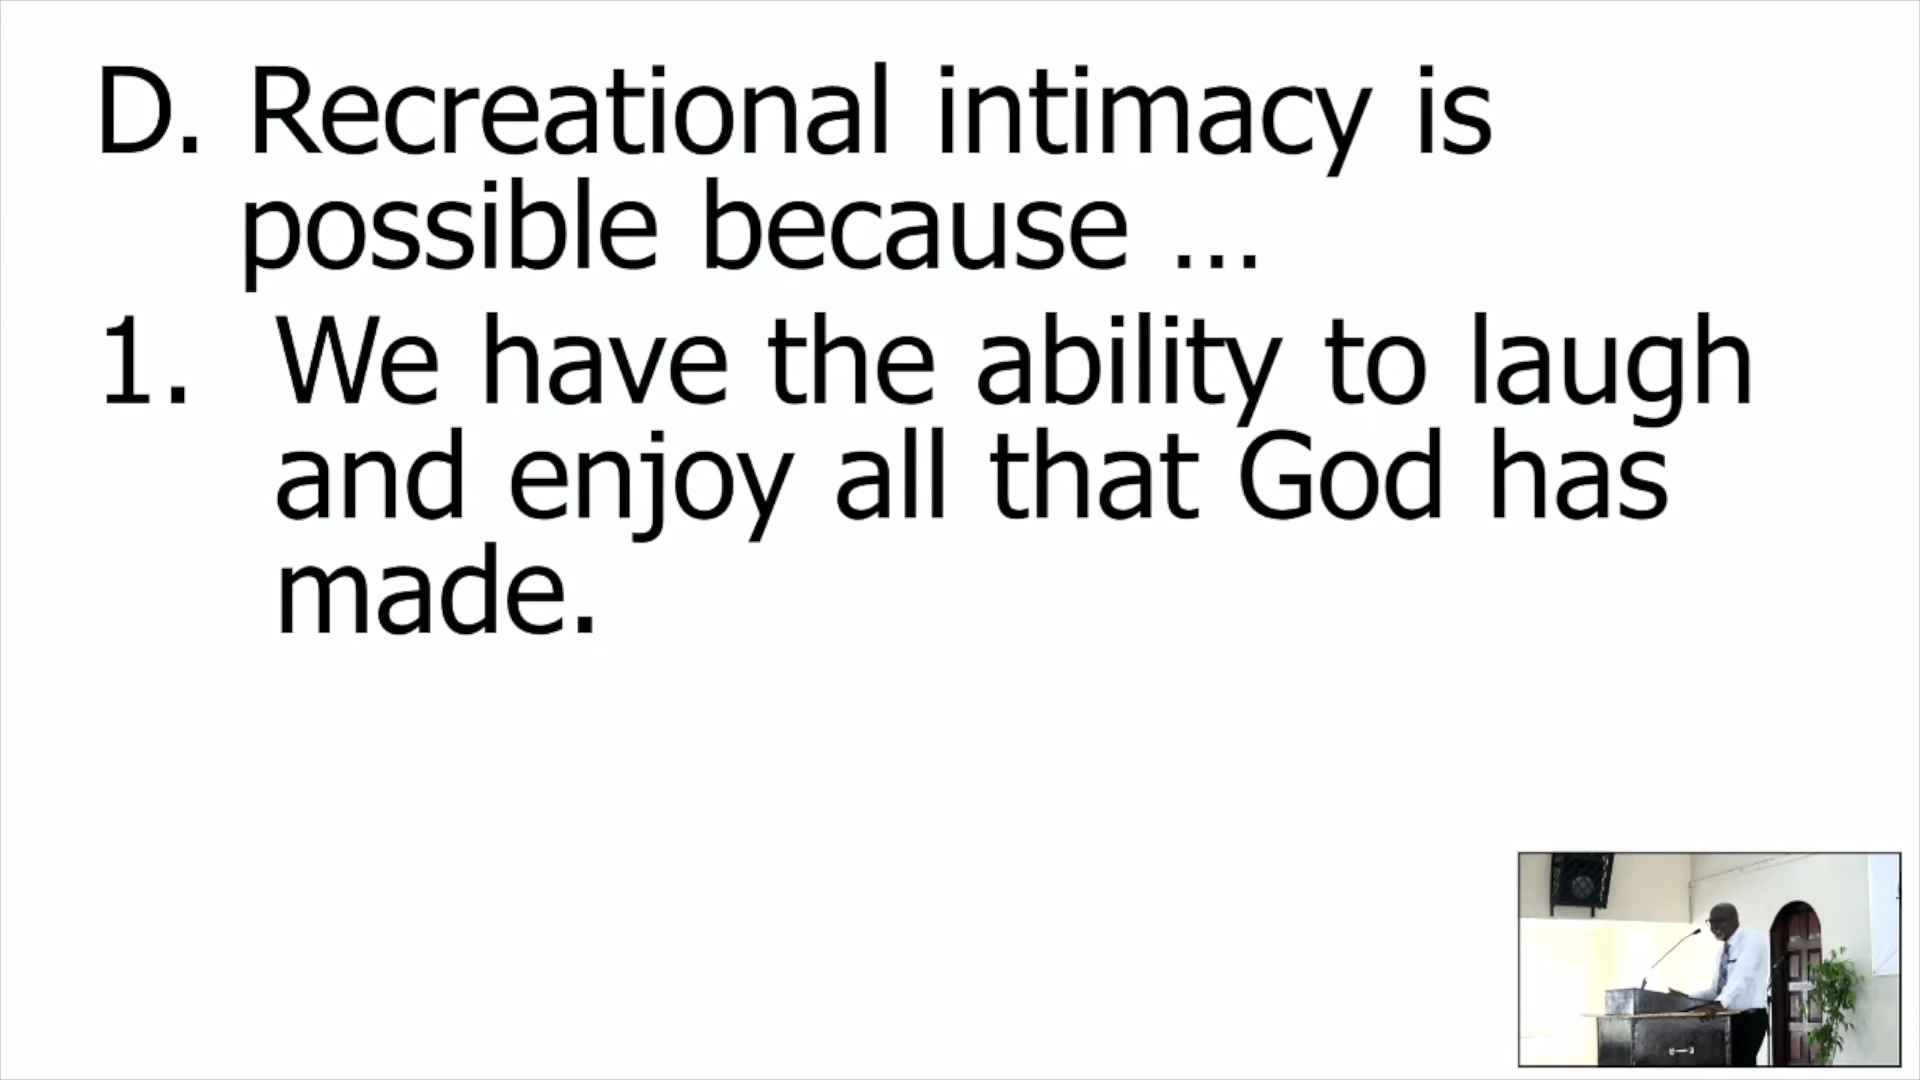 D. Recreational intimacy is
possible because ...
1. We have the ability to laugh
and enjoy all that God has
made.